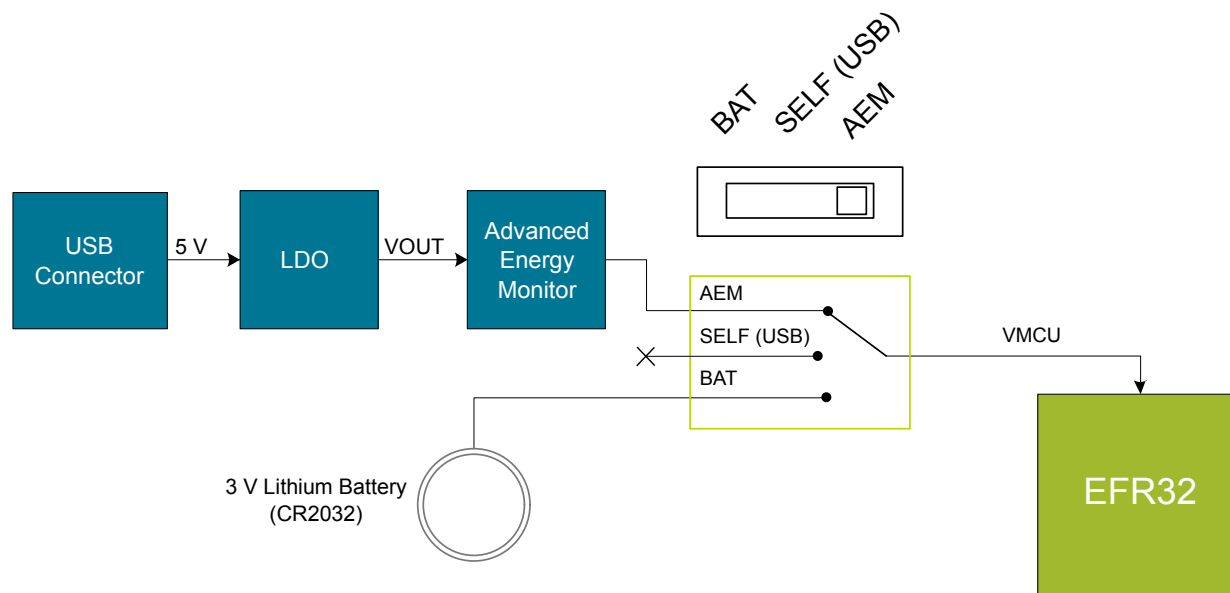 BAT
SELF (USB)
AEM
USB
Connector
5 V
LDO
VOUT
Advanced
Energy
Monitor
AEM
SELF (USB)
BAT
VMCU
3 V Lithium Battery
(CR2032)
EFR32